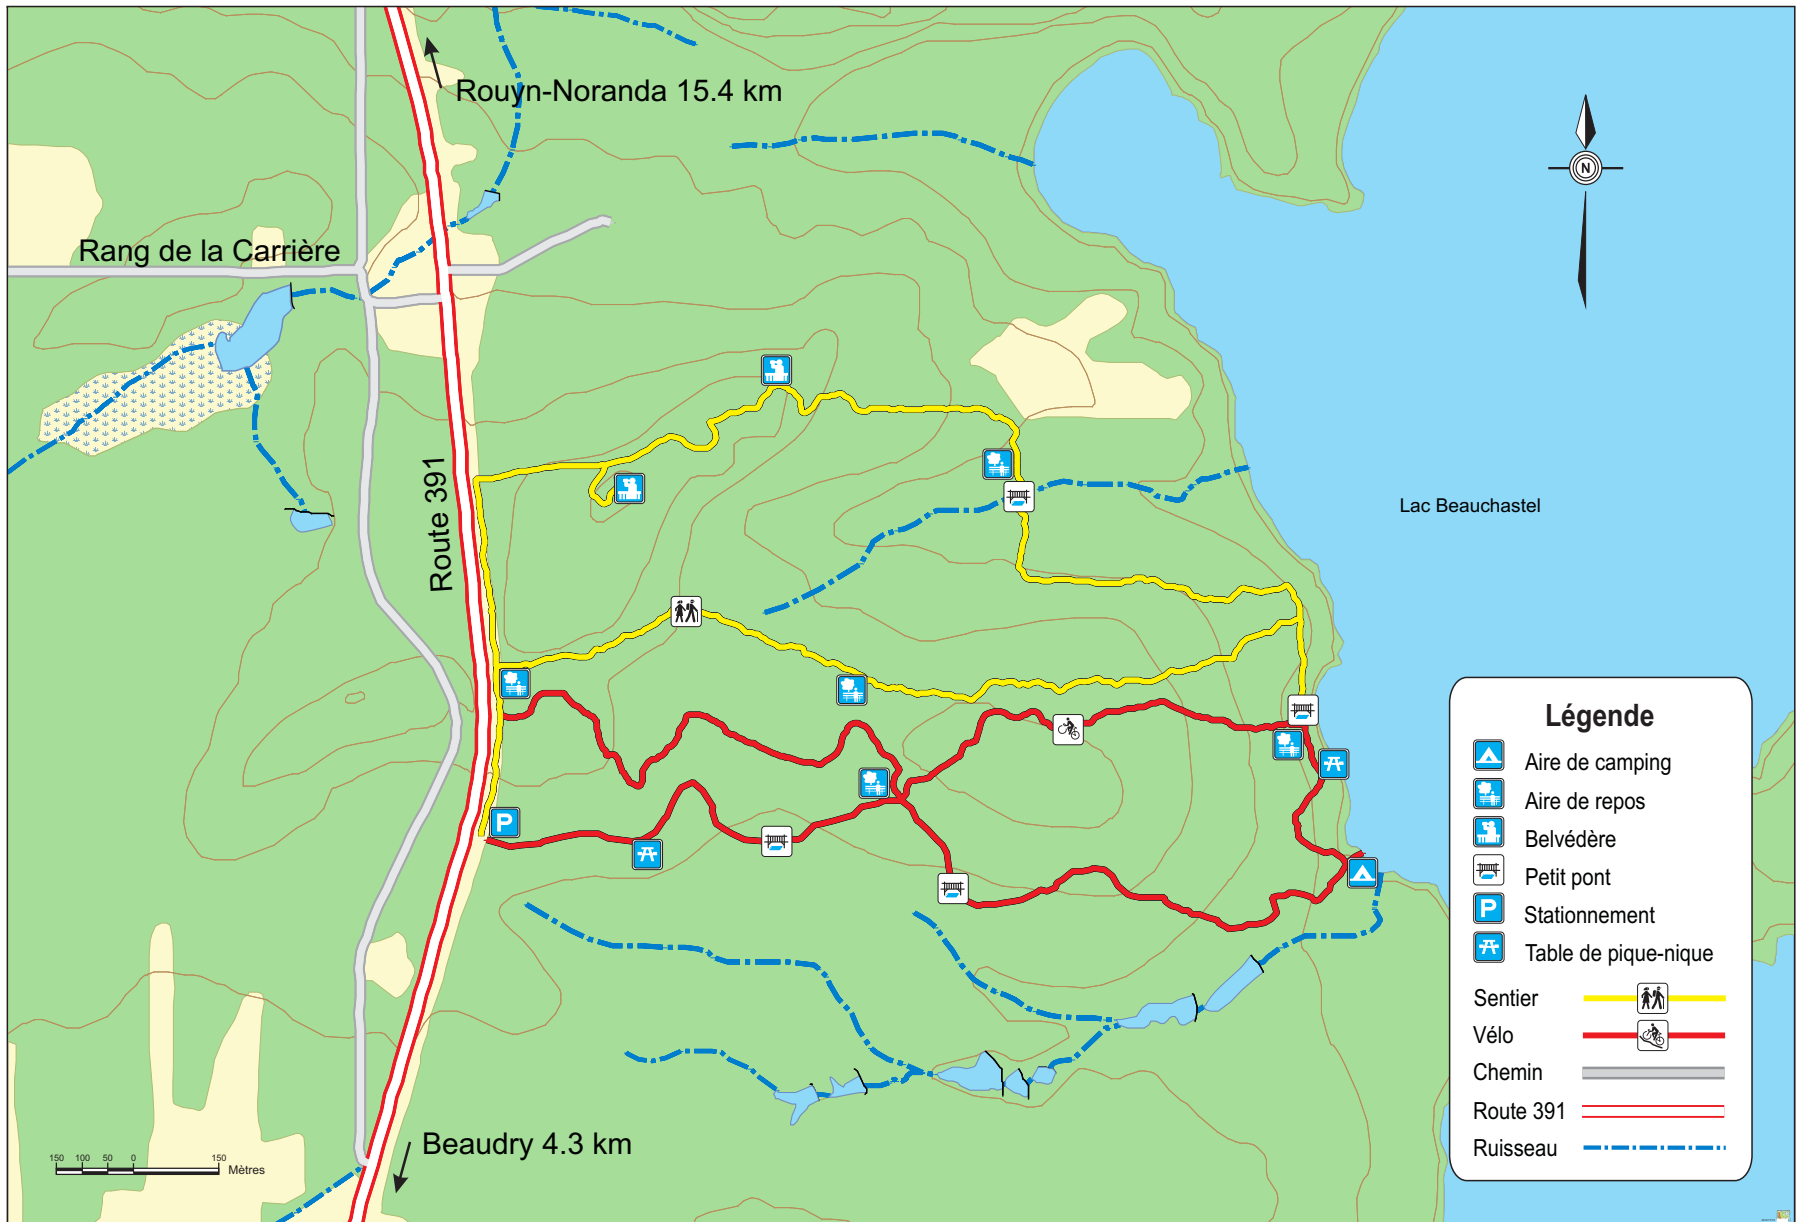 Rouyn-Noranda 15.4 km
N
Rang de la Carrière
Route 391
Lac Beauchastel
P
Légende
Aire de camping
Aire de repos
Belvédère
Petit pont
P Stationnement
Table de pique-nique
Sentier
Vélo
Chemin
Route 391
Ruisseau
Beaudry 4.3 km
150 100 50 0 150
Mètres